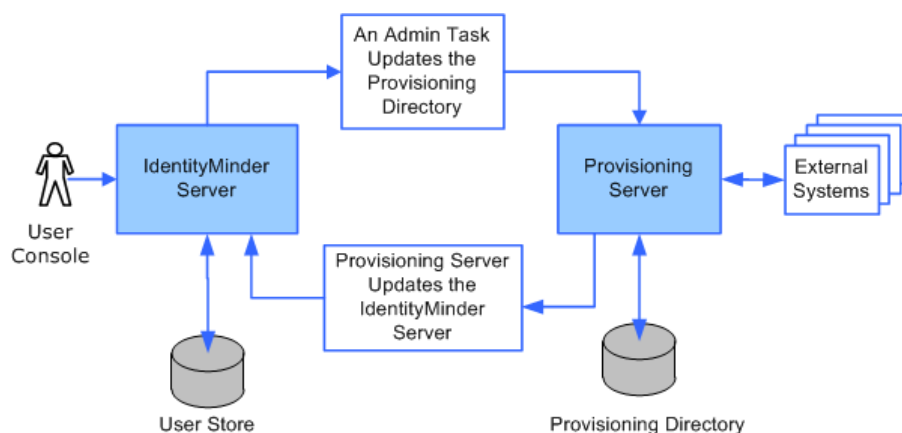 An Admin Task
Updates the
Provisioning
Directory
IdentityMinder
Server
Provisioning
Server
External
Systems
User
Console
Provisioning Server
Updates the
IdentityMinder
Server
User Store
Provisioning Directory